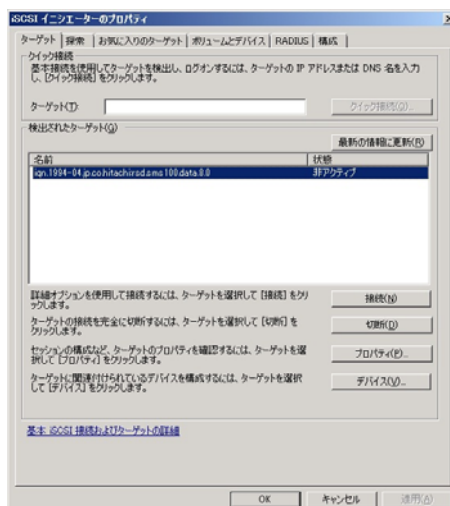 iSCSI イニシエーターのプロパティ
ターゲット 探索 お気に入りのターゲット ボリュームとデバイス RADIUS 構成
クイック接続
基本接続を使用してターゲットを検出し、ログオンするには、ターゲットの IP アドレスまたは DNS 名を入力
し、[クイック接続] をクリックします。
ターゲット(T): クイック接続(Q)...
検出されたターゲット(G)
最新の情報に更新(R)
名前 状態
iqn.1994-04.jp.co.hitachi:rsd.sms100.data.0.0 非アクティブ
詳細オプションを使用して接続するには、ターゲットを選択して [接続] をクリ
ックします。 接続(N)
ターゲットの接続を完全に切断するには、ターゲットを選択して [切断] を
クリックします。 切断(D)
セッションの構成など、ターゲットのプロパティを確認するには、ターゲットを選
択して [プロパティ] をクリックします。 プロパティ(P)...
ターゲットに関連付けられているデバイスを構成するには、ターゲットを選択
して [デバイス] をクリックします。 デバイス(V)...
基本 iSCSI 接続およびターゲットの詳細
OK キャンセル 適用(A)